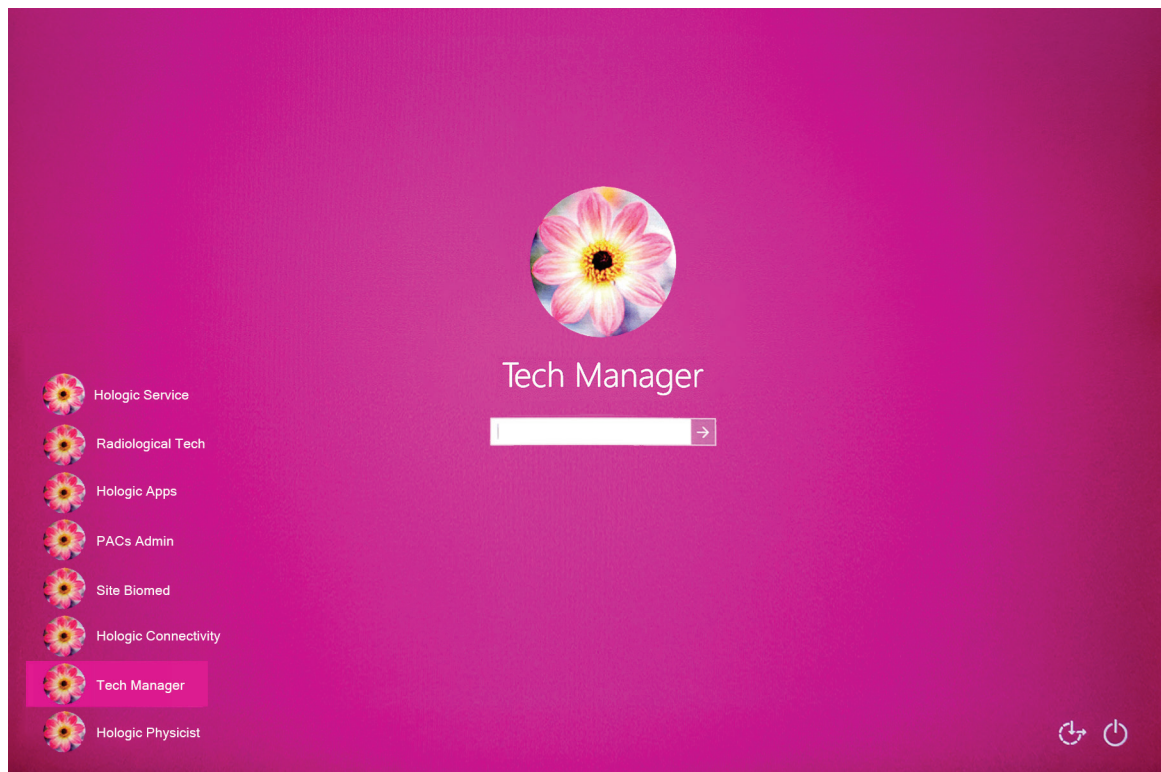 Tech Manager
Hologic Service
Radiological Tech
Hologic Apps
PACs Admin
Site Biomed
Hologic Connectivity
Tech Manager
Hologic Physicist